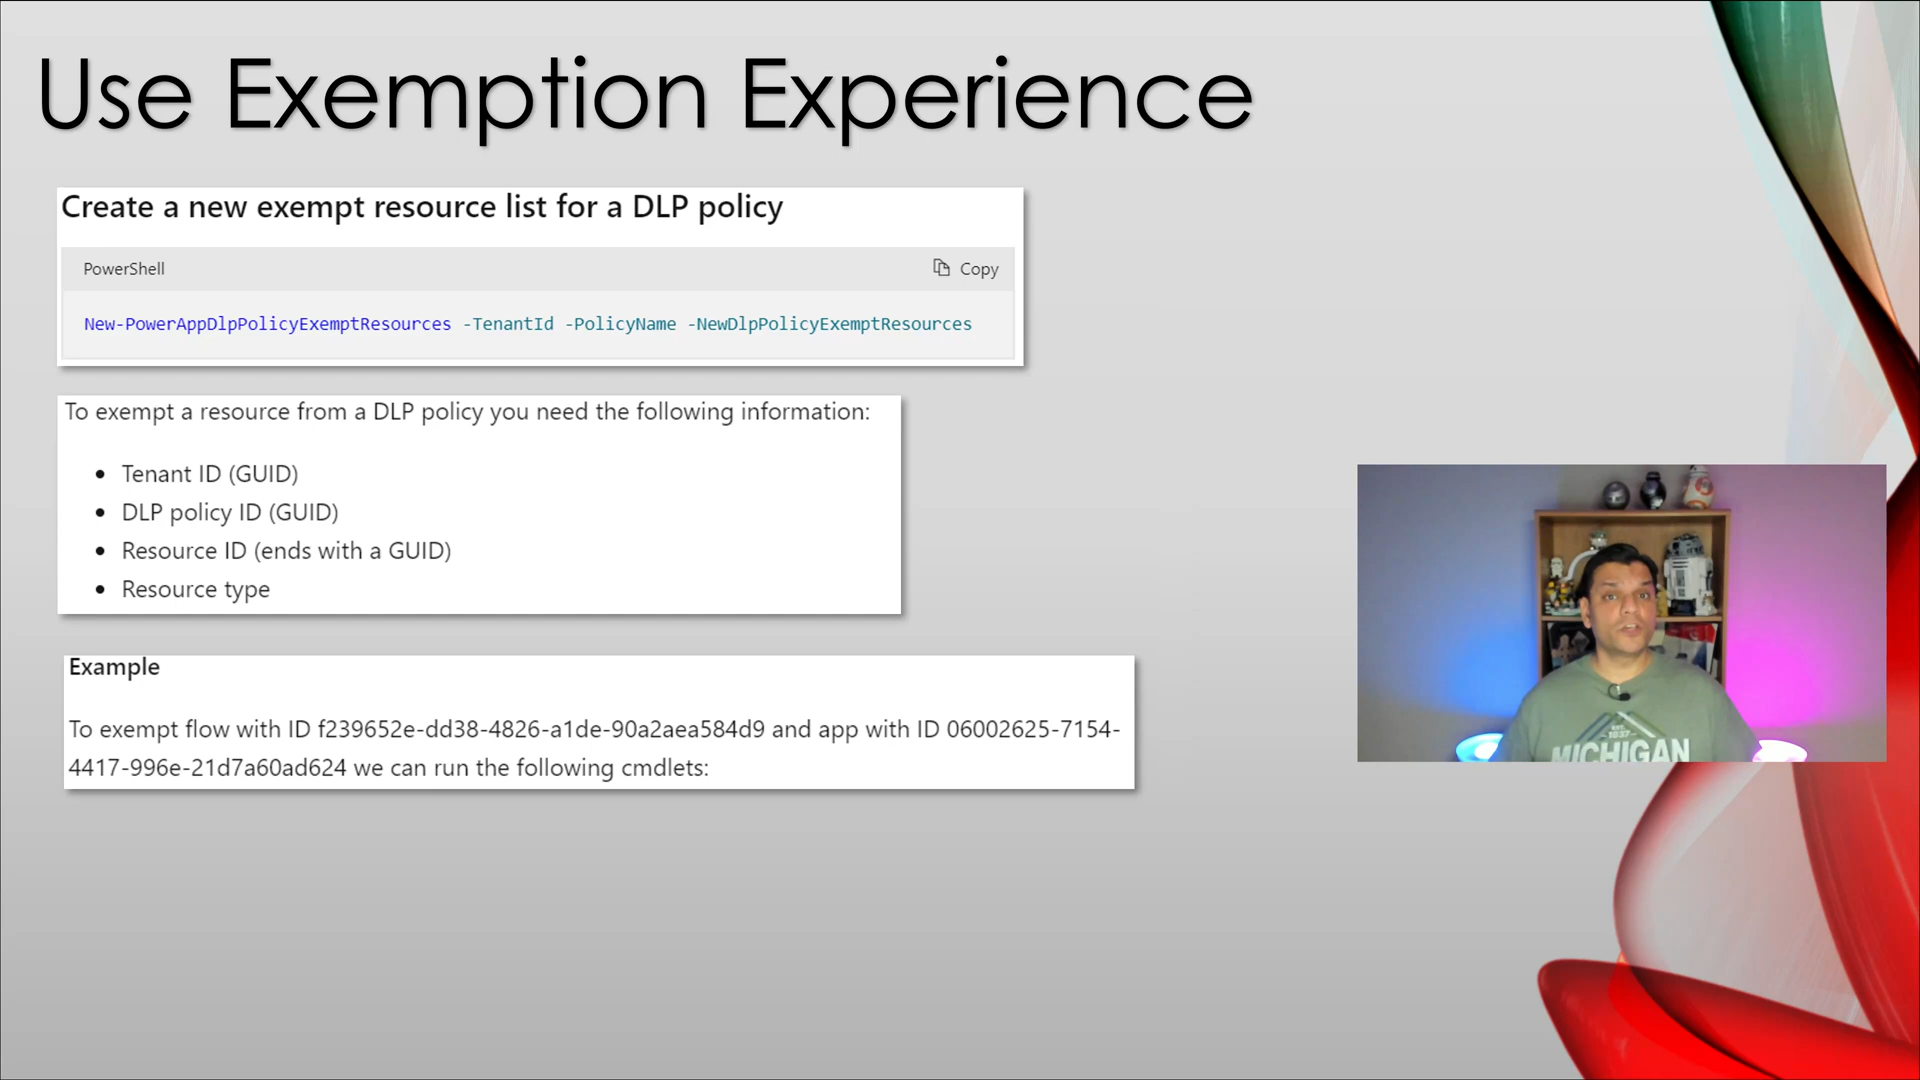 Use Exemption Experience
Create a new exempt resource list for a DLP policy
PowerShell
Copy
New-PowerAppDlpPolicyExemptResources -TenantId -PolicyName -NewDlpPolicyExemptResources
To exempt a resource from a DLP policy you need the following information:
• Tenant ID (GUID)
• DLP policy ID (GUID)
• Resource ID (ends with a GUID)
• Resource type
Example
To exempt flow with ID f239652e-dd38-4826-a1de-90a2aea584d9 and app with ID 06002625-7154-
4417-996e-21d7a60ad624 we can run the following cmdlets:
1837
MICHIGAN